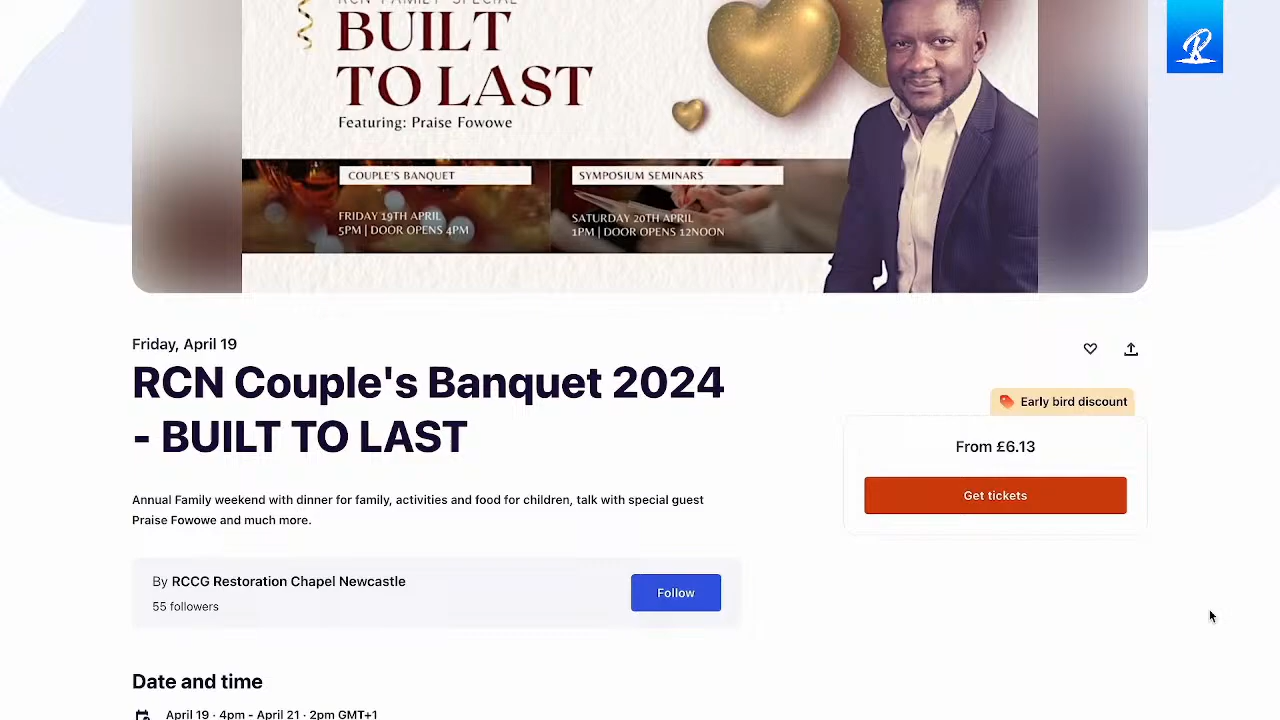 RCN FAMILY SPECIAL
BUILT
TO LAST
Featuring: Praise Fowowe
COUPLE'S BANQUET
FRIDAY 19TH APRIL
5PM | DOOR OPENS 4PM
SYMPOSIUM SEMINARS
SATURDAY 20TH APRIL
1PM | DOOR OPENS 12NOON
R
Friday, April 19
RCN Couple's Banquet 2024
- BUILT TO LAST
Early bird discount
From £6.13
Get tickets
Annual Family weekend with dinner for family, activities and food for children, talk with special guest
Praise Fowowe and much more.
By RCCG Restoration Chapel Newcastle
55 followers
Follow
Date and time
April 19 · 4pm - April 21 · 2pm GMT+1